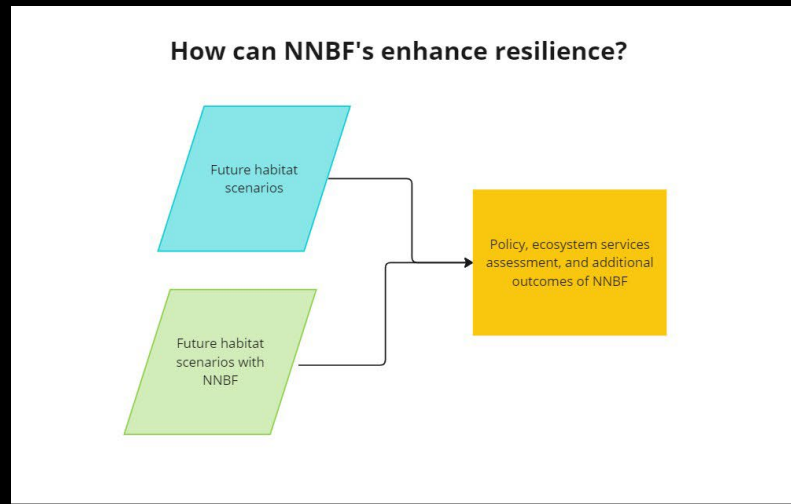 How can NNBF's enhance resilience?
Future habitat
scenarios
Policy, ecosystem services
assessment, and additional
outcomes of NNBF
Future habitat
scenarios with
NNBF